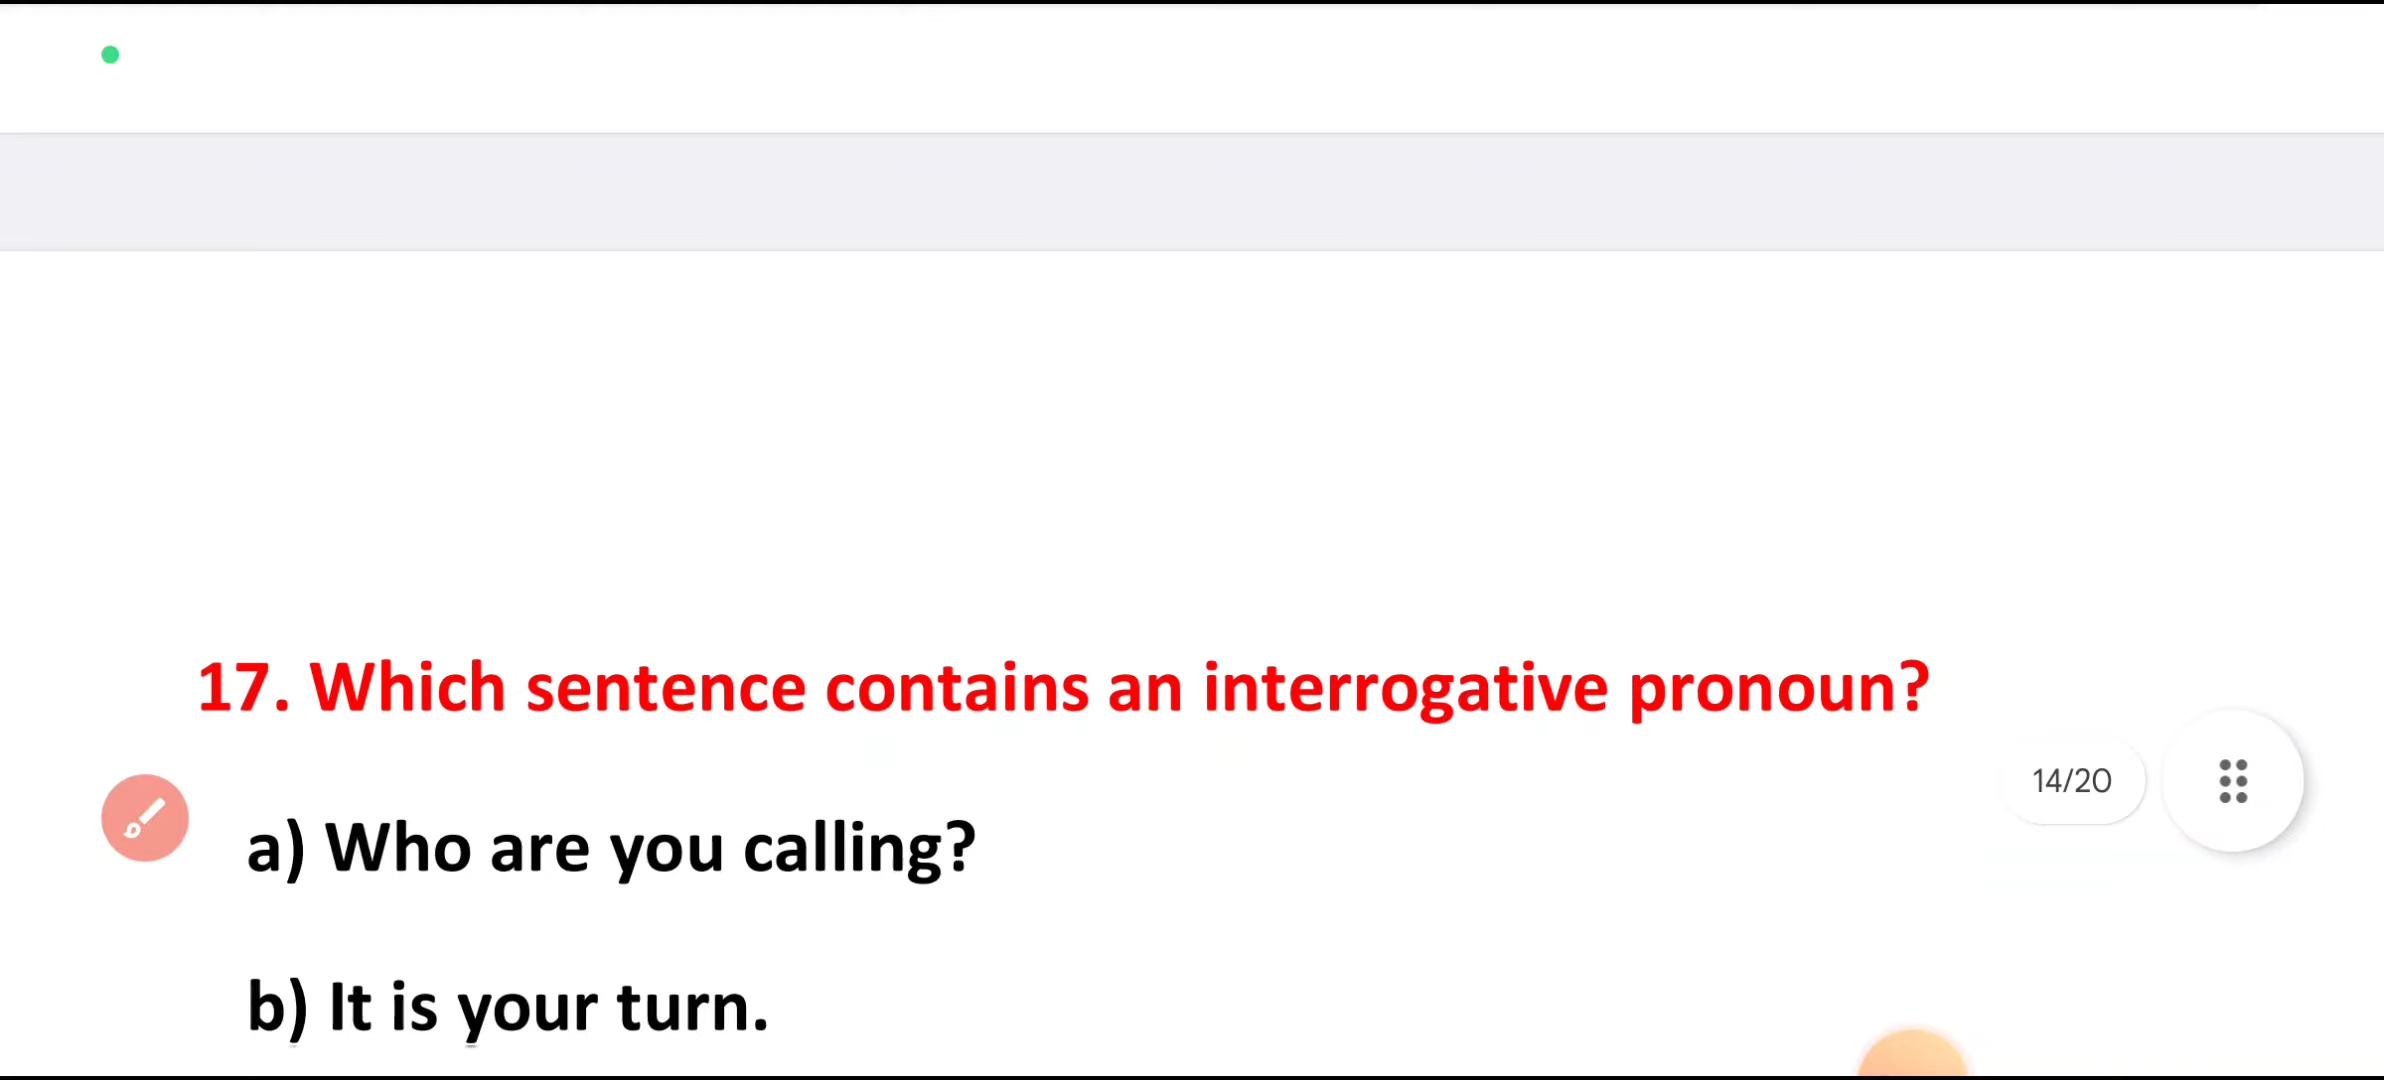 17. Which sentence contains an interrogative pronoun?
14/20
a) Who are you calling?
b) It is your turn.